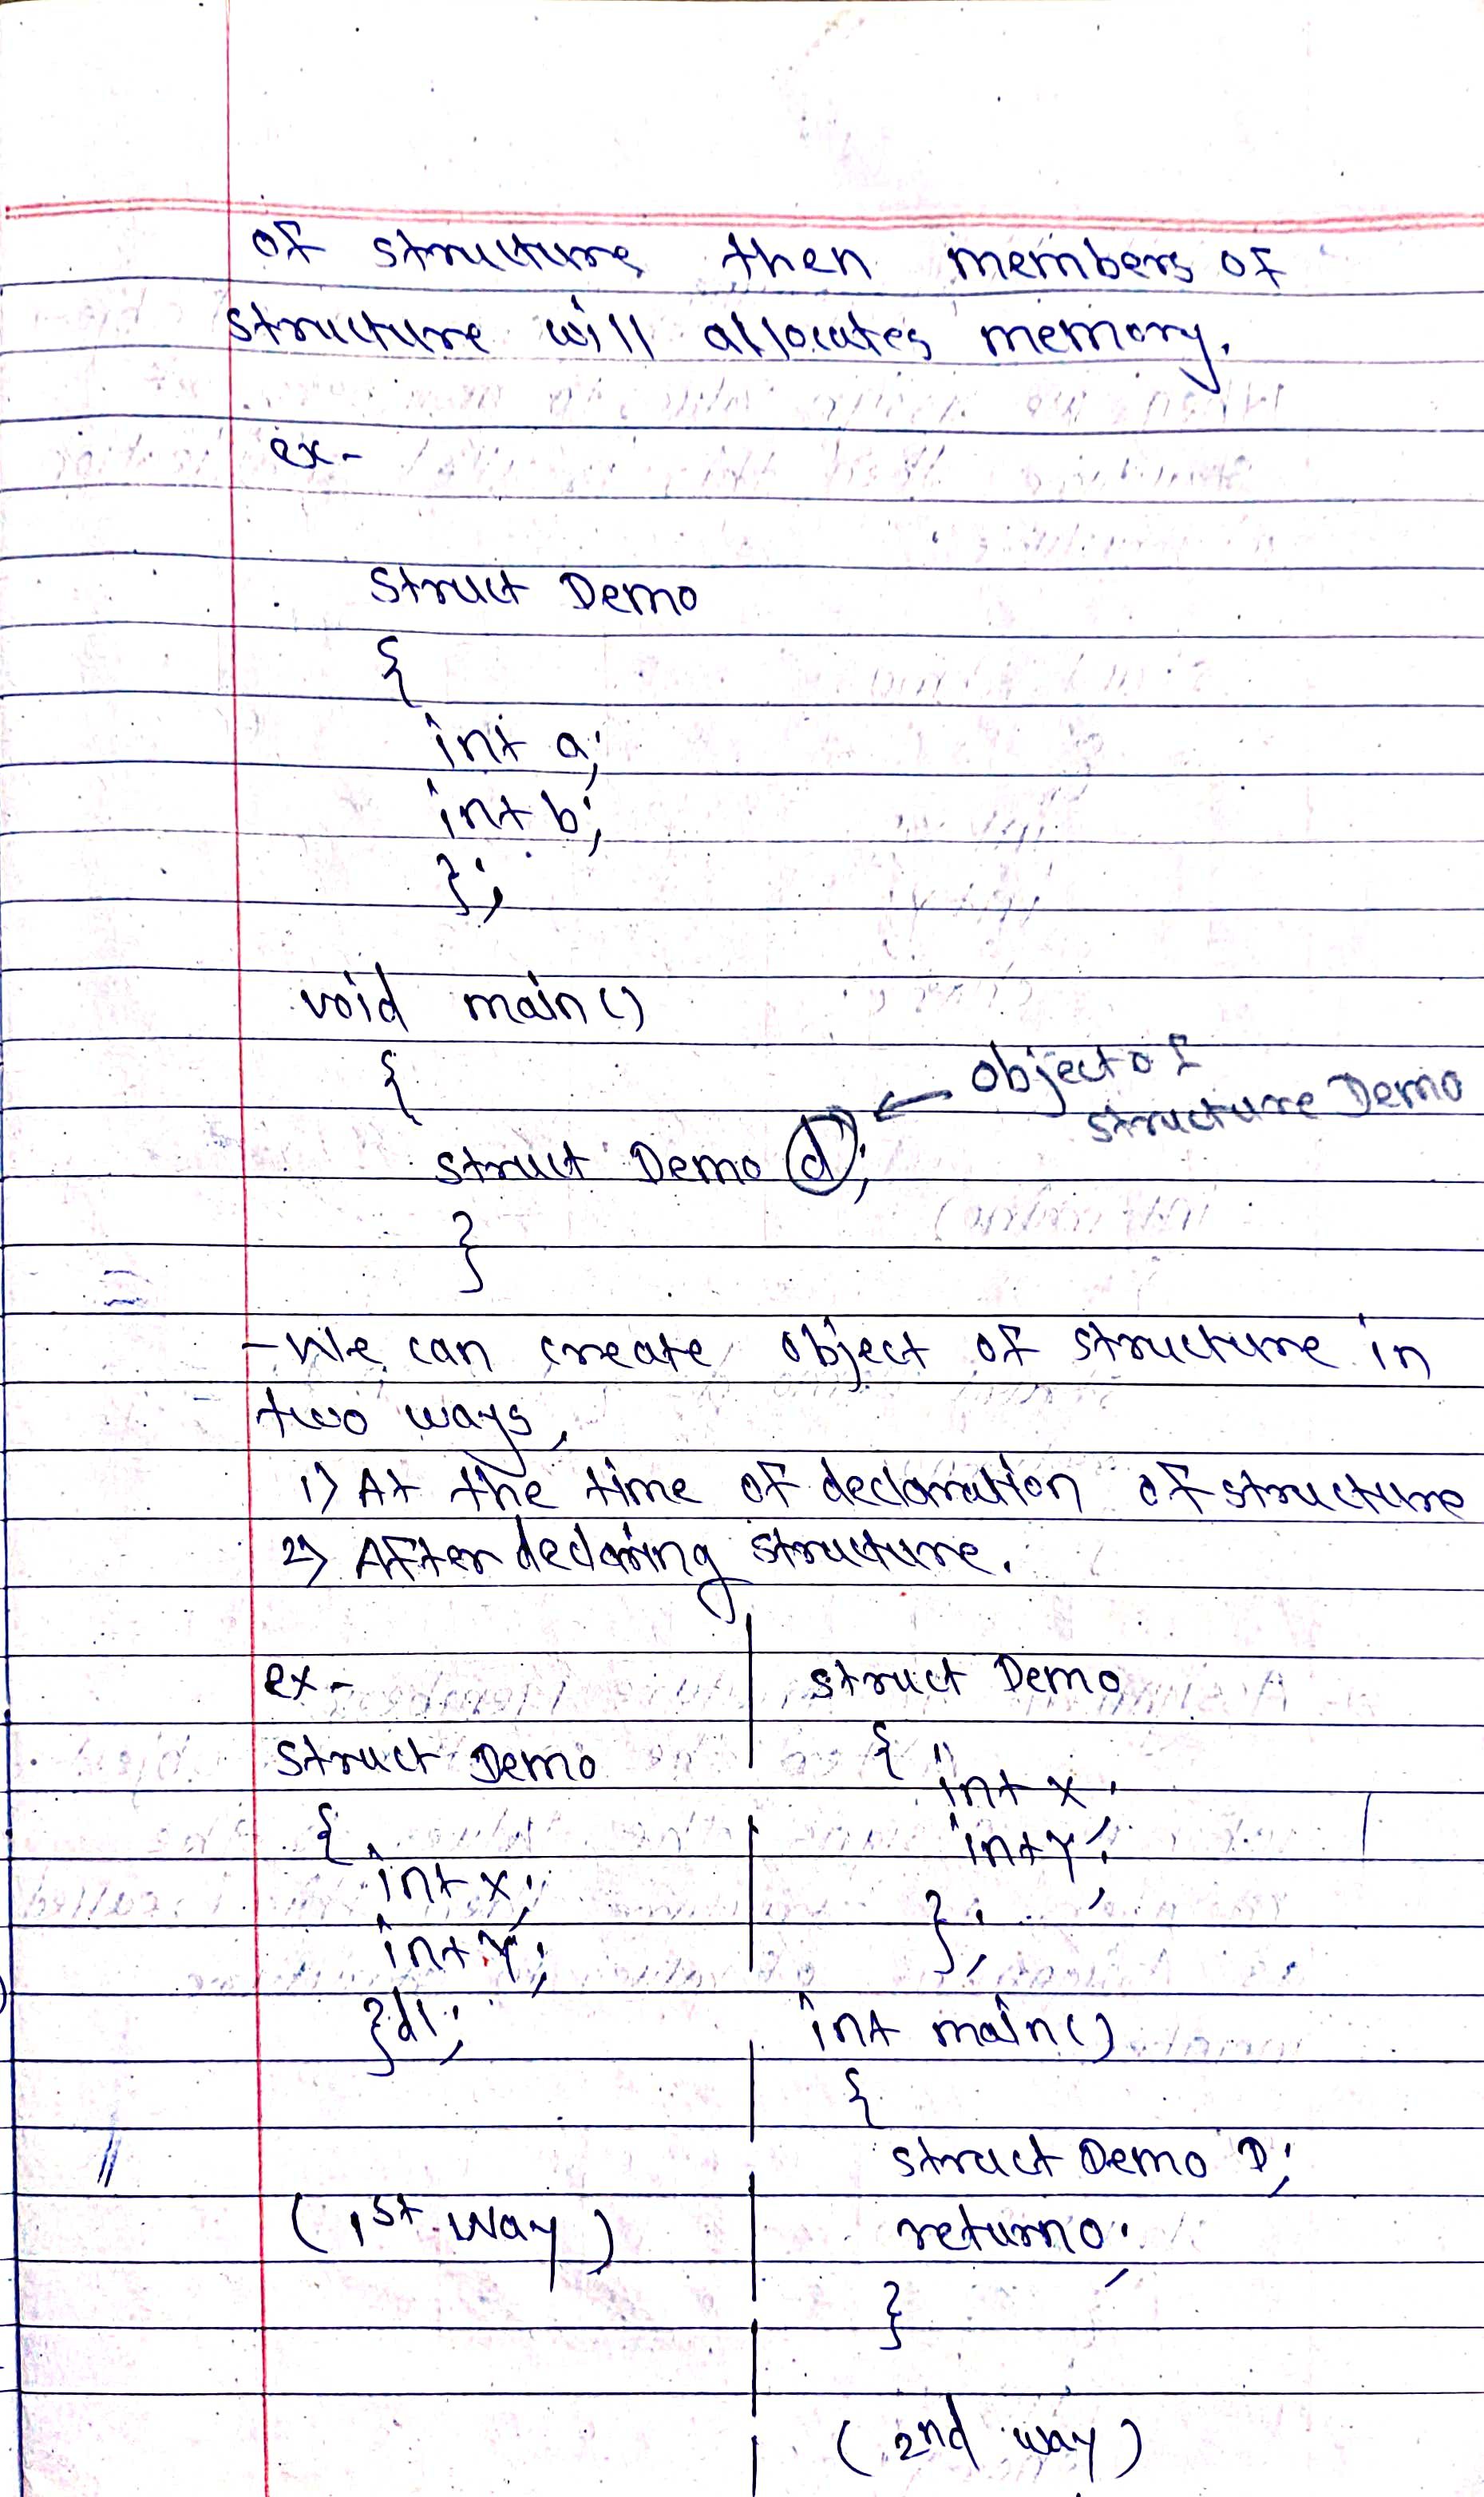 of structure then members of
structure will allocates memory.
ex-
struct Demo
{
int a;
int b;
};
void main()
{
struct Demo d;
← object of
structure Demo
}
- We can create object of structure in
two ways,
1) At the time of declaration of structure
2) After declaring structure.
ex-
struct Demo
{
int x;
int y;
}d1;
(1st way)
struct Demo
{
int x;
int y;
};
int main()
{
struct Demo D;
return 0;
}
(2nd way)